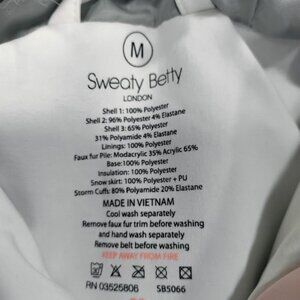 M
Sweaty Betty
LONDON
Shell 1: 100% Polyester
Shell 2: 96% Polyester 4% Elastane
Shell 3: 65% Polyester
31% Polyamide 4% Elastane
Linings: 100% Polyester
Faux fur Pile: Modacrylic 35% Acrylic 65%
Base: 100% Polyester
Insulation: 100% Polyester
Snow skirt: 100% Polyester + PU
Storm Cuffs: 80% Polyamide 20% Elastane
MADE IN VIETNAM
Cool wash separately
Remove faux fur trim before washing
and hand wash separately
Remove belt before washing
KEEP AWAY FROM FIRE
RN 03525806 SB5066